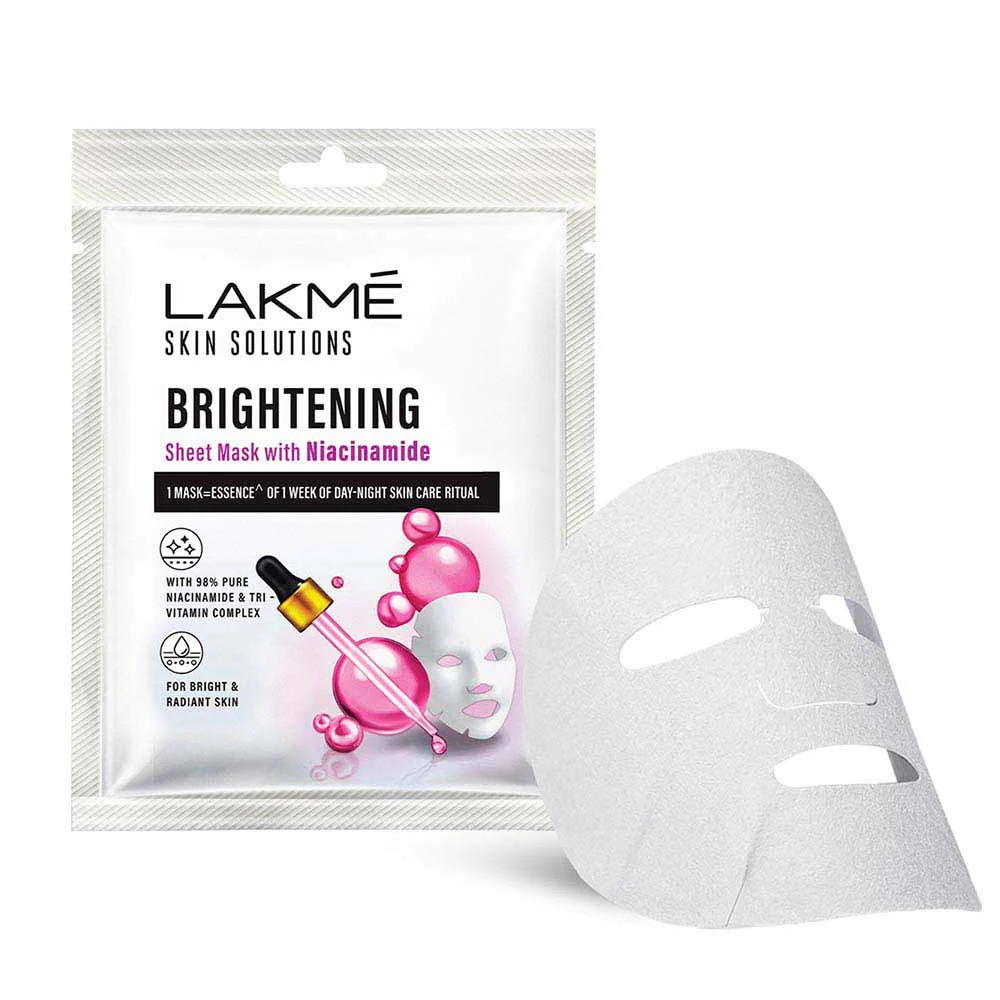 LAKMÉ
SKIN SOLUTIONS
BRIGHTENING
Sheet Mask with Niacinamide
1 MASK=ESSENCE^ OF 1 WEEK OF DAY-NIGHT SKIN CARE RITUAL
WITH 98% PURE
NIACINAMIDE & TRI -
VITAMIN COMPLEX
FOR BRIGHT &
RADIANT SKIN